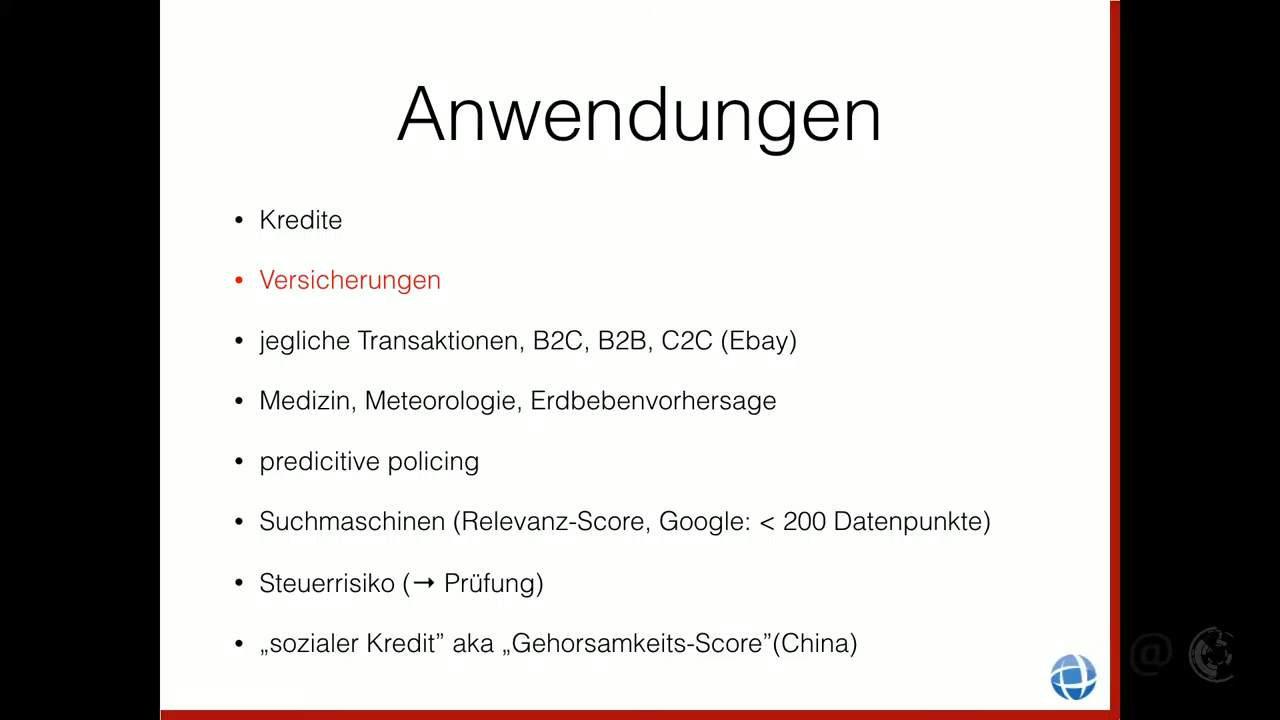 Anwendungen
• Kredite
• Versicherungen
• jegliche Transaktionen, B2C, B2B, C2C (Ebay)
• Medizin, Meteorologie, Erdbebenvorhersage
• predicitive policing
• Suchmaschinen (Relevanz-Score, Google: < 200 Datenpunkte)
• Steuerrisiko (→ Prüfung)
• „sozialer Kredit” aka „Gehorsamkeits-Score”(China)
@